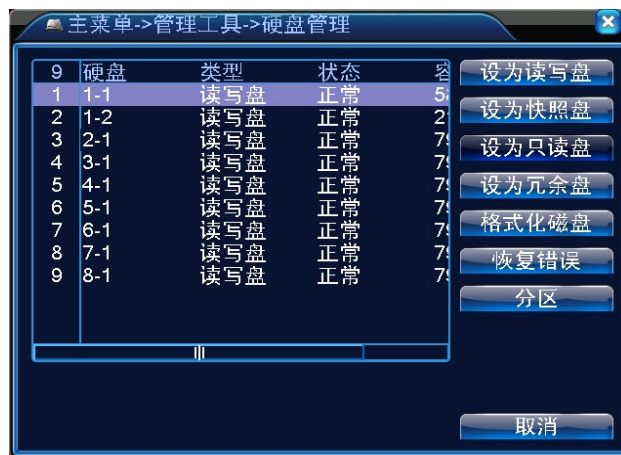 主菜单->管理工具->硬盘管理
9 硬盘 类型 状态 容
1 1-1 读写盘 正常
2 1-2 读写盘 正常
3 2-1 读写盘 正常
4 3-1 读写盘 正常
5 4-1 读写盘 正常
6 5-1 读写盘 正常
7 6-1 读写盘 正常
8 7-1 读写盘 正常
9 8-1 读写盘 正常
设为读写盘
设为快照盘
设为只读盘
设为冗余盘
格式化磁盘
恢复错误
分区
取消